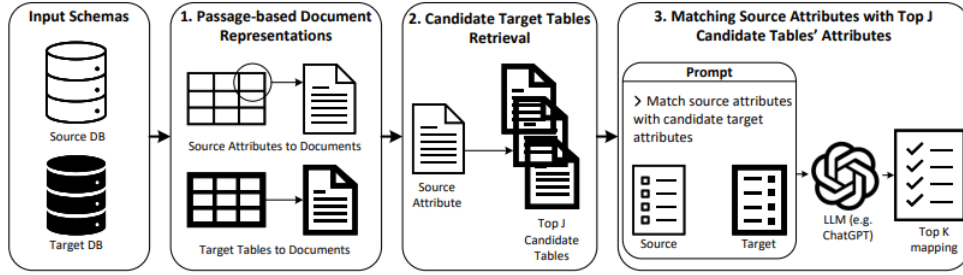 Input Schemas
Source DB
Target DB
1. Passage-based Document
Representations
Source Attributes to Documents
Target Tables to Documents
2. Candidate Target Tables
Retrieval
Source
Attribute
Top J
Candidate
Tables
3. Matching Source Attributes with Top J
Candidate Tables' Attributes
Prompt
> Match source attributes
with candidate target
attributes
Source
Target
LLM (e.g.
ChatGPT)
Top K
mapping